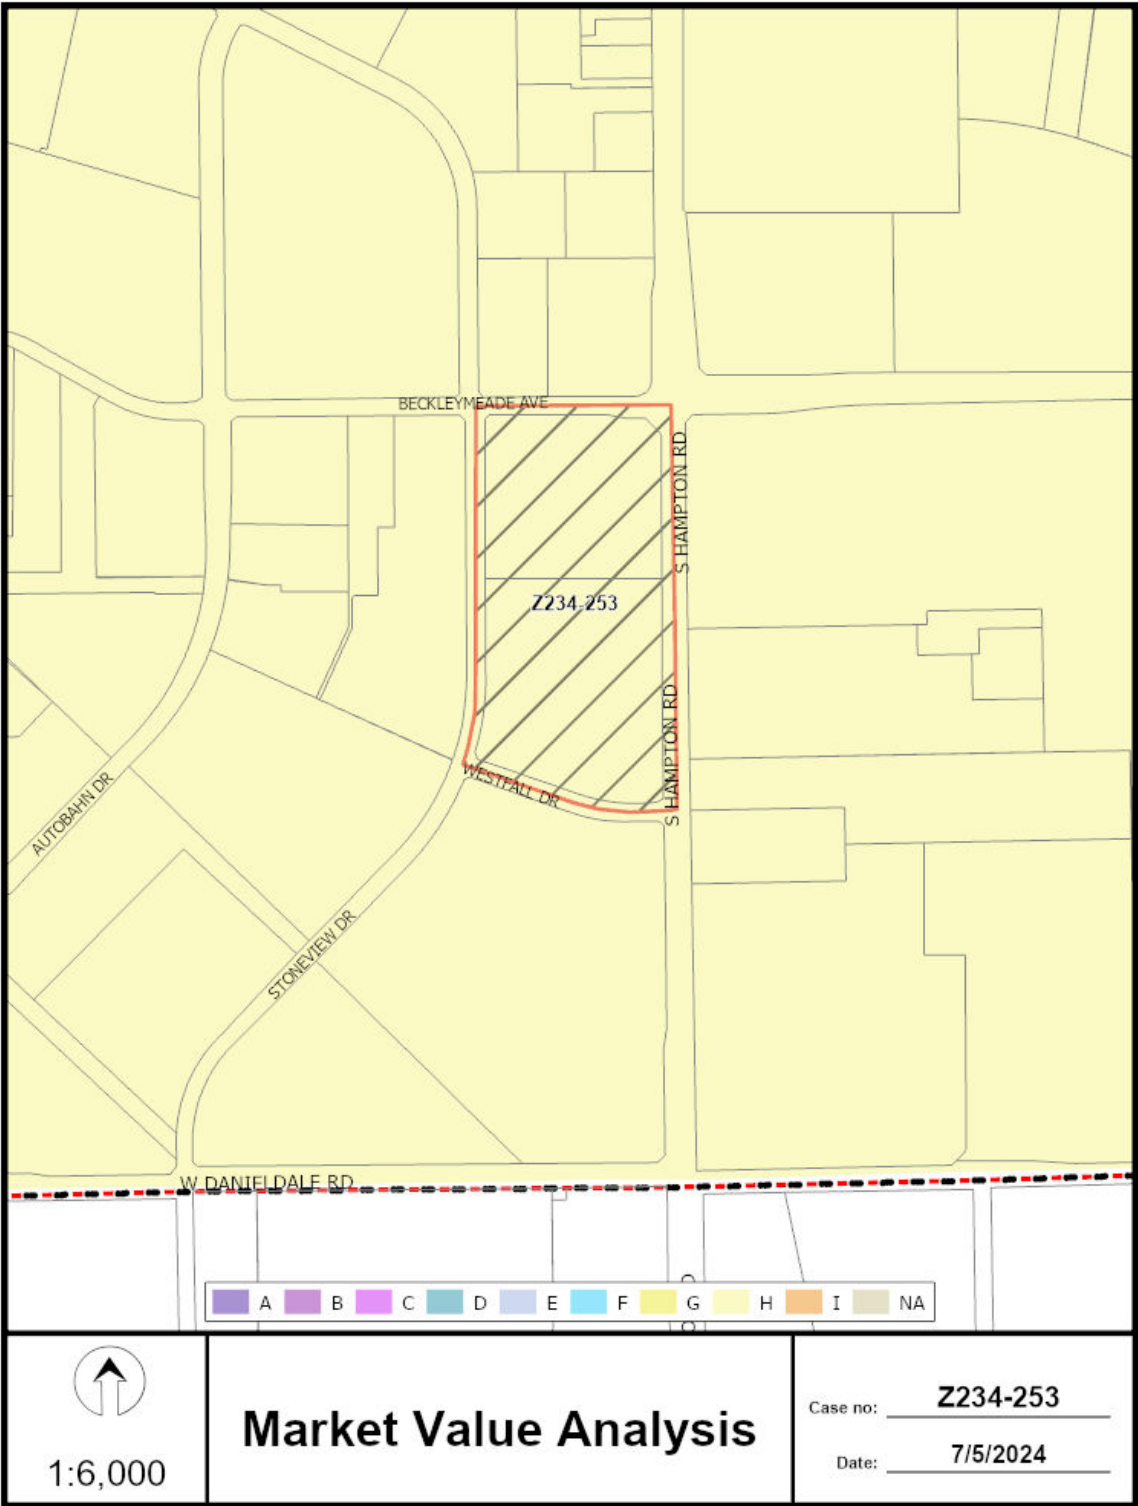 BECKLEYMEADE AVE
S HAMPTON RD
Z234-253
S HAMPTON RD
WESTFALL DR
AUTOBAHN DR
STONEVIEW DR
W DANIELDALE RD
A B C D E F G H I NA
1:6,000
Market Value Analysis
Case no: Z234-253
Date: 7/5/2024